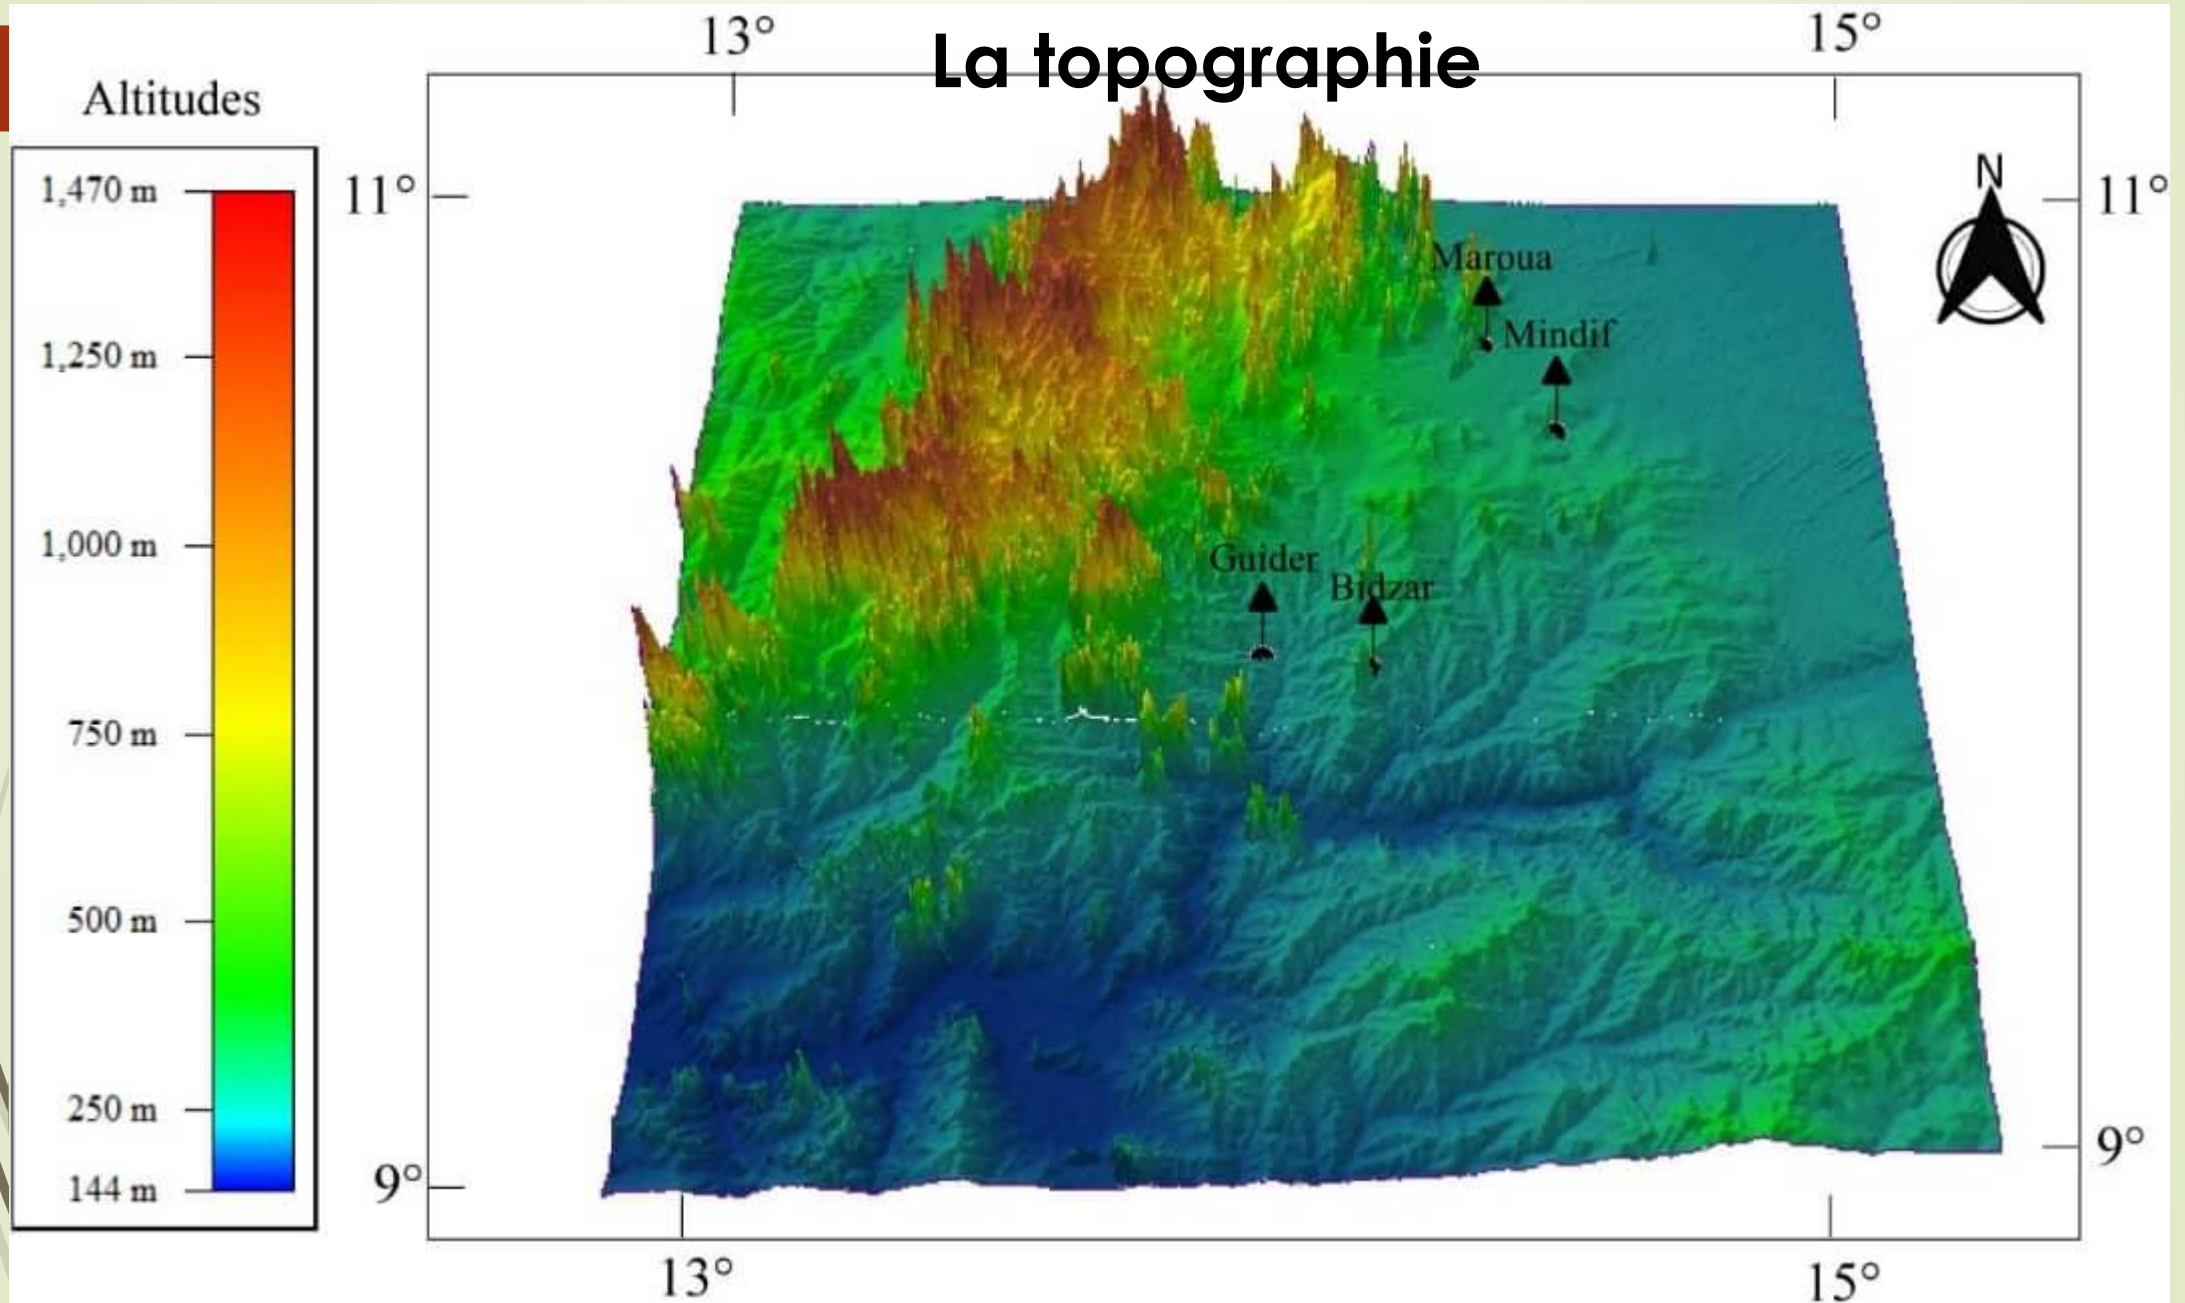 La topographie
13°
15°
Altitudes
1,470 m
1,250 m
1,000 m
750 m
500 m
250 m
144 m
11°
11°
N
Maroua
Mindif
Guider
Bidzar
9°
9°
13°
15°